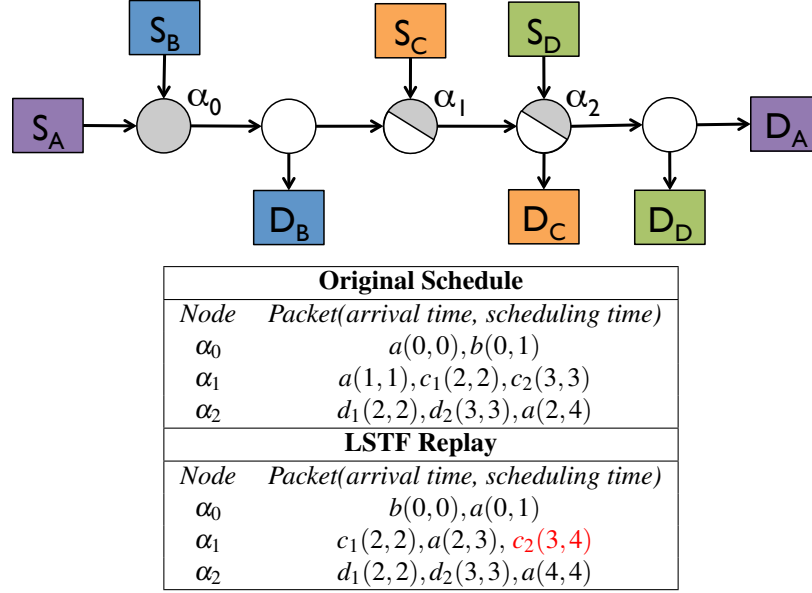 S_B S_C S_D
S_A α_0 α_1 α_2 D_A
D_B D_C D_D
Original Schedule
Node Packet(arrival time, scheduling time)
α_0 a(0,0),b(0,1)
α_1 a(1,1),c_1(2,2),c_2(3,3)
α_2 d_1(2,2),d_2(3,3),a(2,4)
LSTF Replay
Node Packet(arrival time, scheduling time)
α_0 b(0,0),a(0,1)
α_1 c_1(2,2),a(2,3), c_2(3,4)
α_2 d_1(2,2),d_2(3,3),a(4,4)